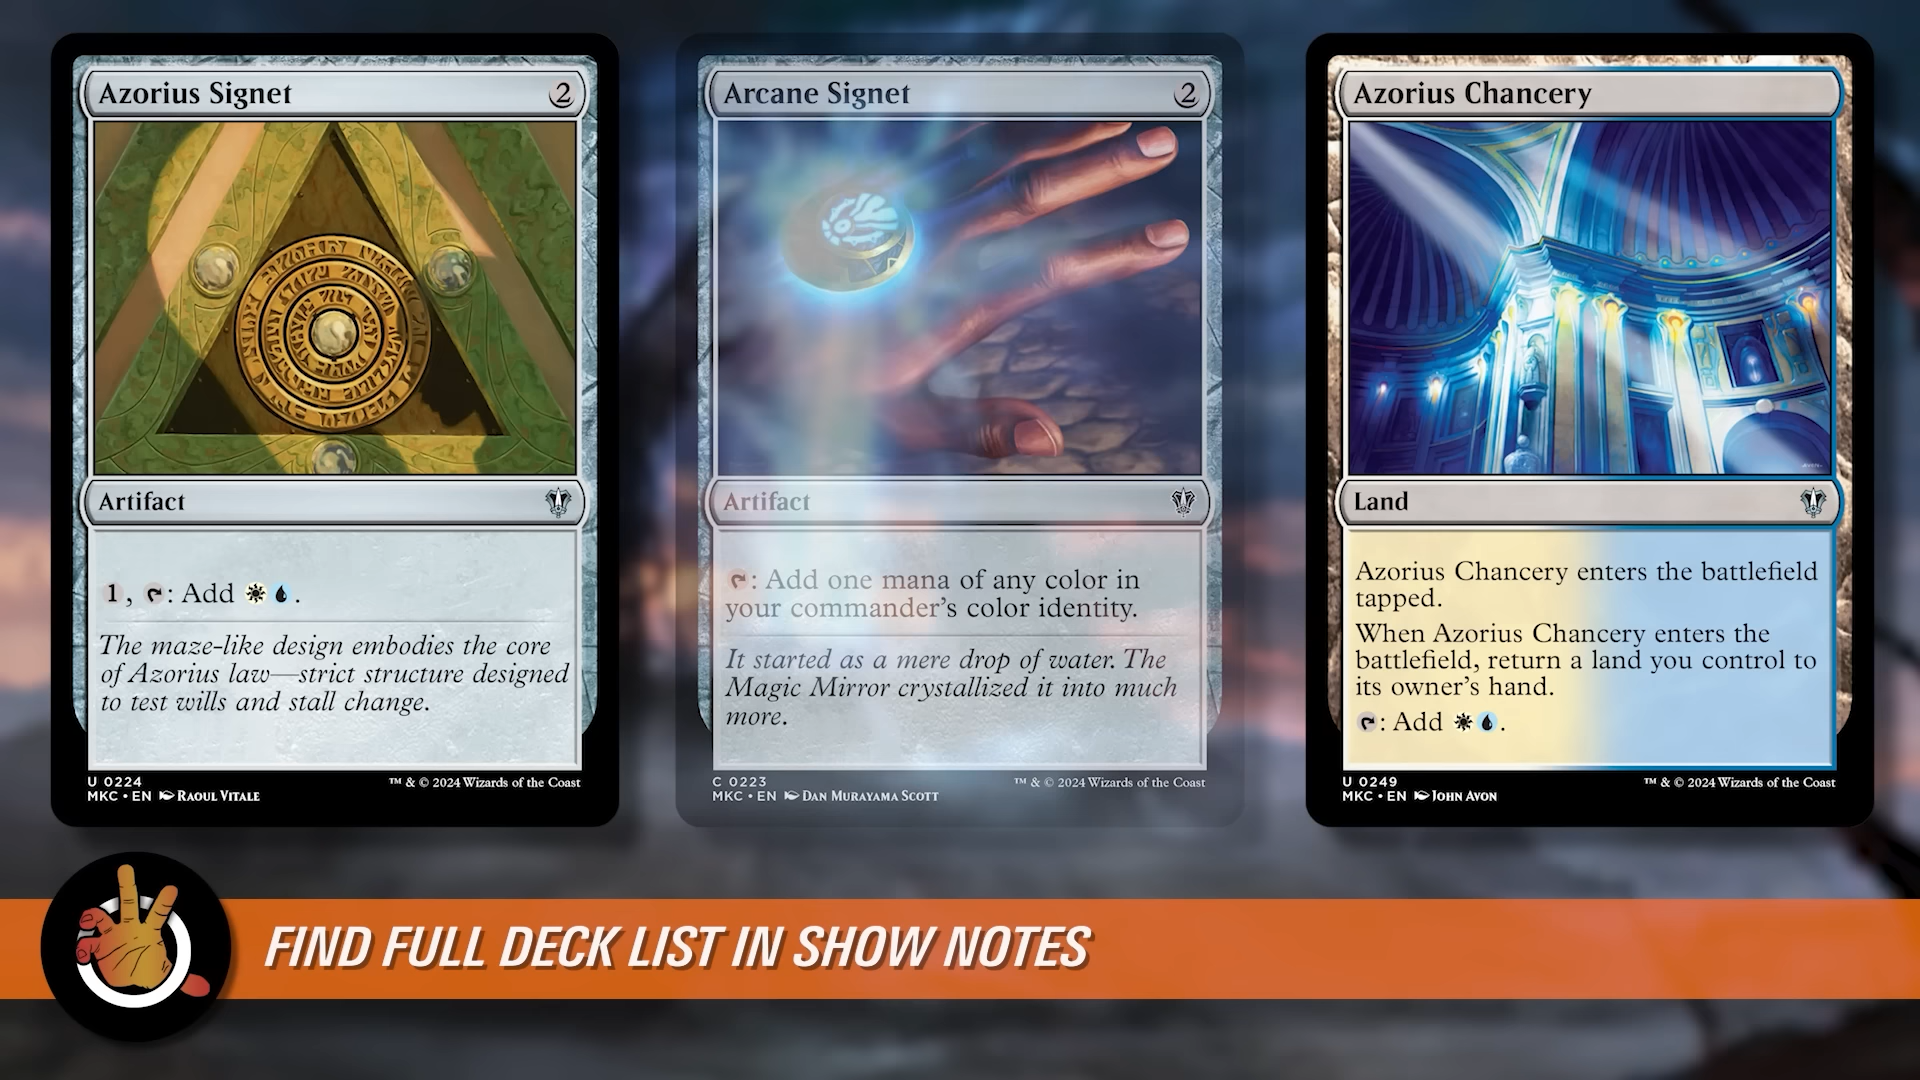 Azorius Signet 2
Artifact
1, : Add .
The maze-like design embodies the core
of Azorius law—strict structure designed
to test wills and stall change.
U 0224
MKC • EN RAOUL VITALE
™ & © 2024 Wizards of the Coast
Arcane Signet 2
Artifact
: Add one mana of any color in
your commander's color identity.
It started as a mere drop of water. The
Magic Mirror crystallized it into much
more.
C 0223
MKC • EN DAN MURAYAMA SCOTT
™ & © 2024 Wizards of the Coast
Azorius Chancery
Land
Azorius Chancery enters the battlefield
tapped.
When Azorius Chancery enters the
battlefield, return a land you control to
its owner's hand.
: Add .
U 0249
MKC • EN JOHN AVON
™ & © 2024 Wizards of the Coast
FIND FULL DECK LIST IN SHOW NOTES